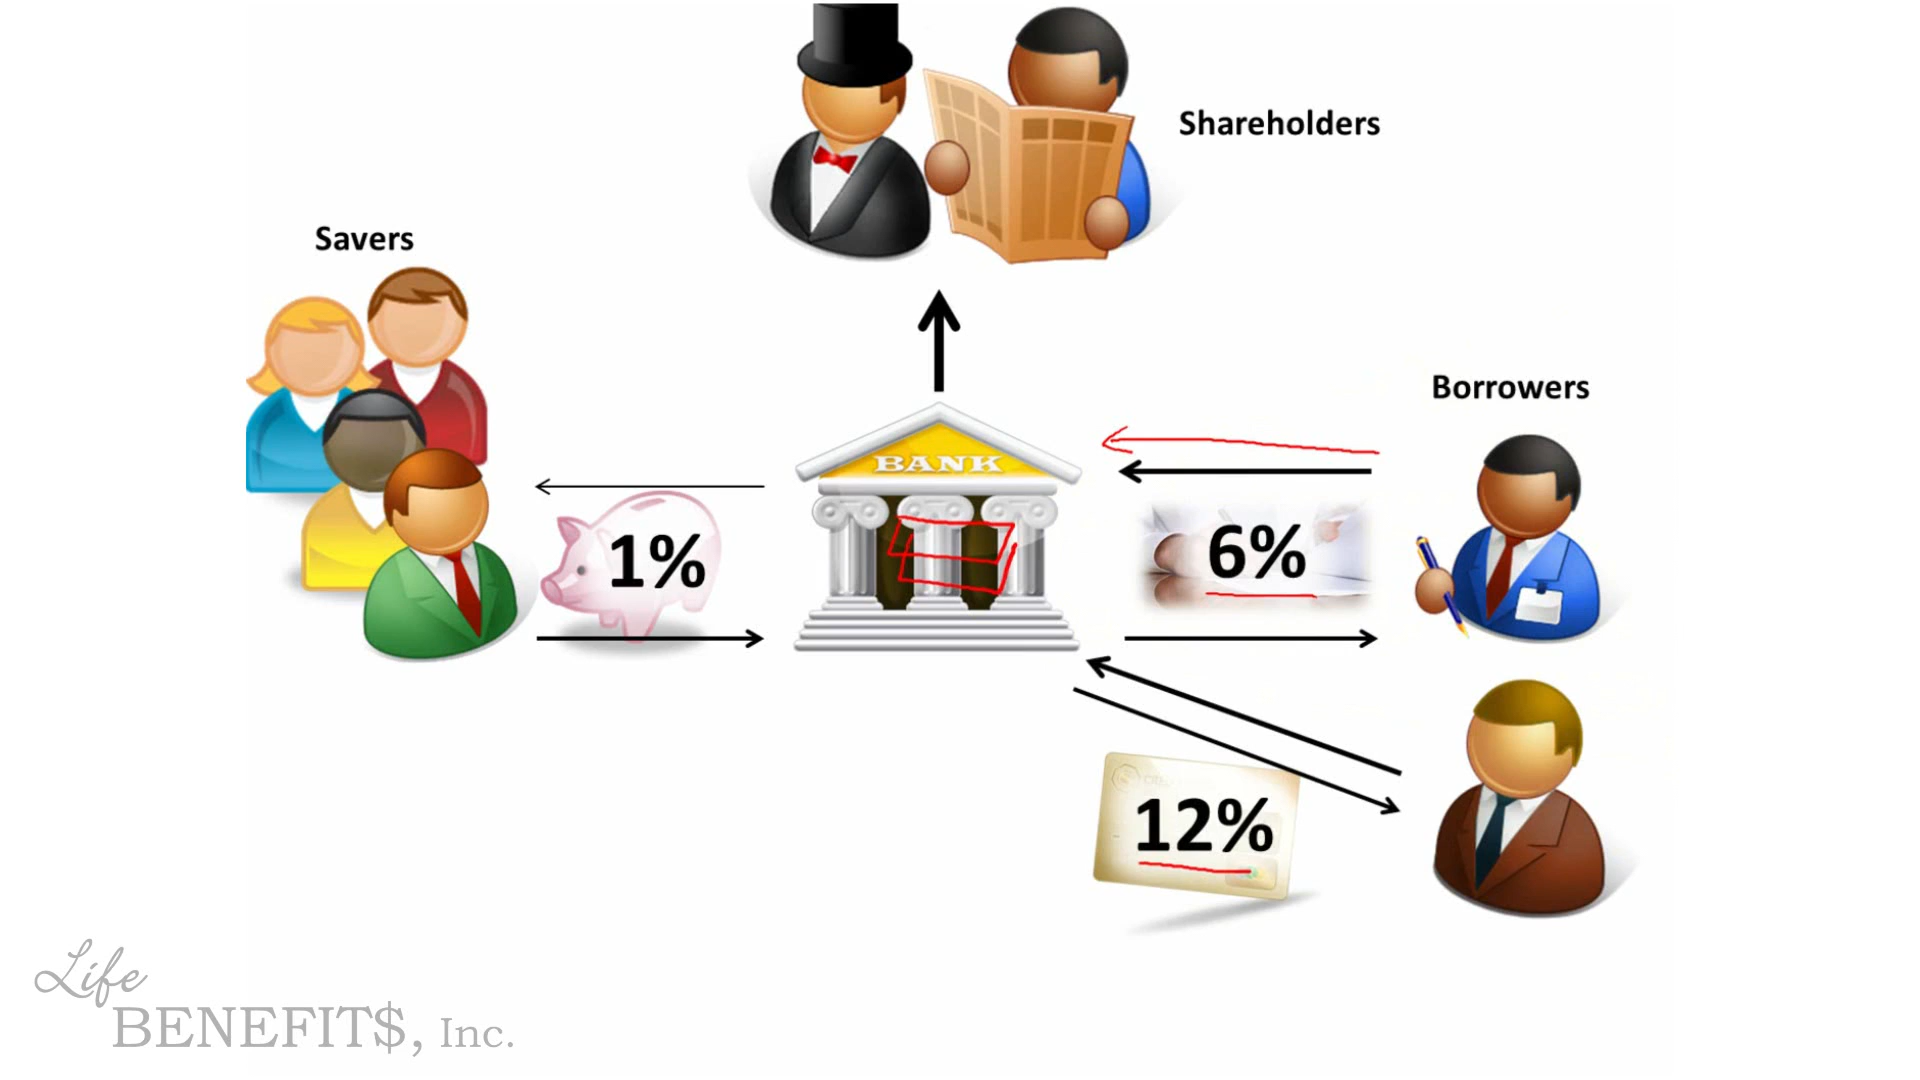 Shareholders
Savers
Borrowers
BANK
1%
6%
12%
Life
BENEFIT$, Inc.